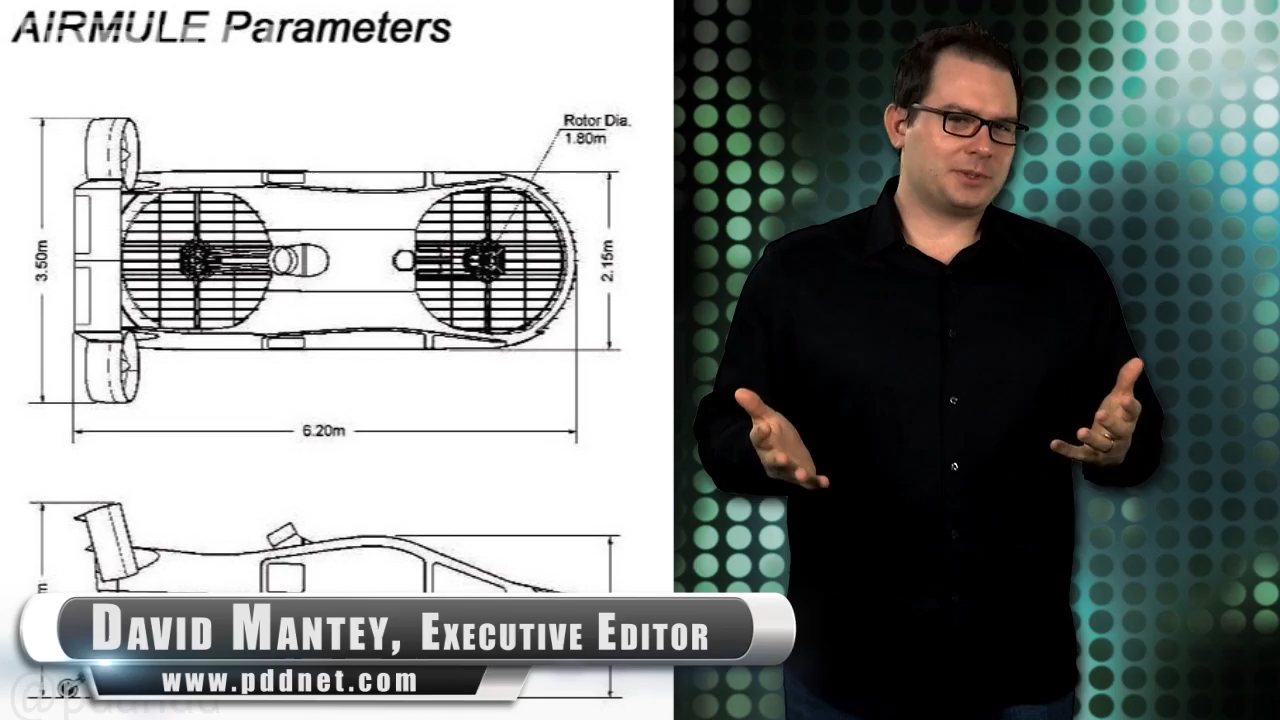 AIRMULE Parameters
Rotor Dia.
1.80m
3.50m
2.15m
6.20m
m
DAVID MANTEY, EXECUTIVE EDITOR
www.pddnet.com